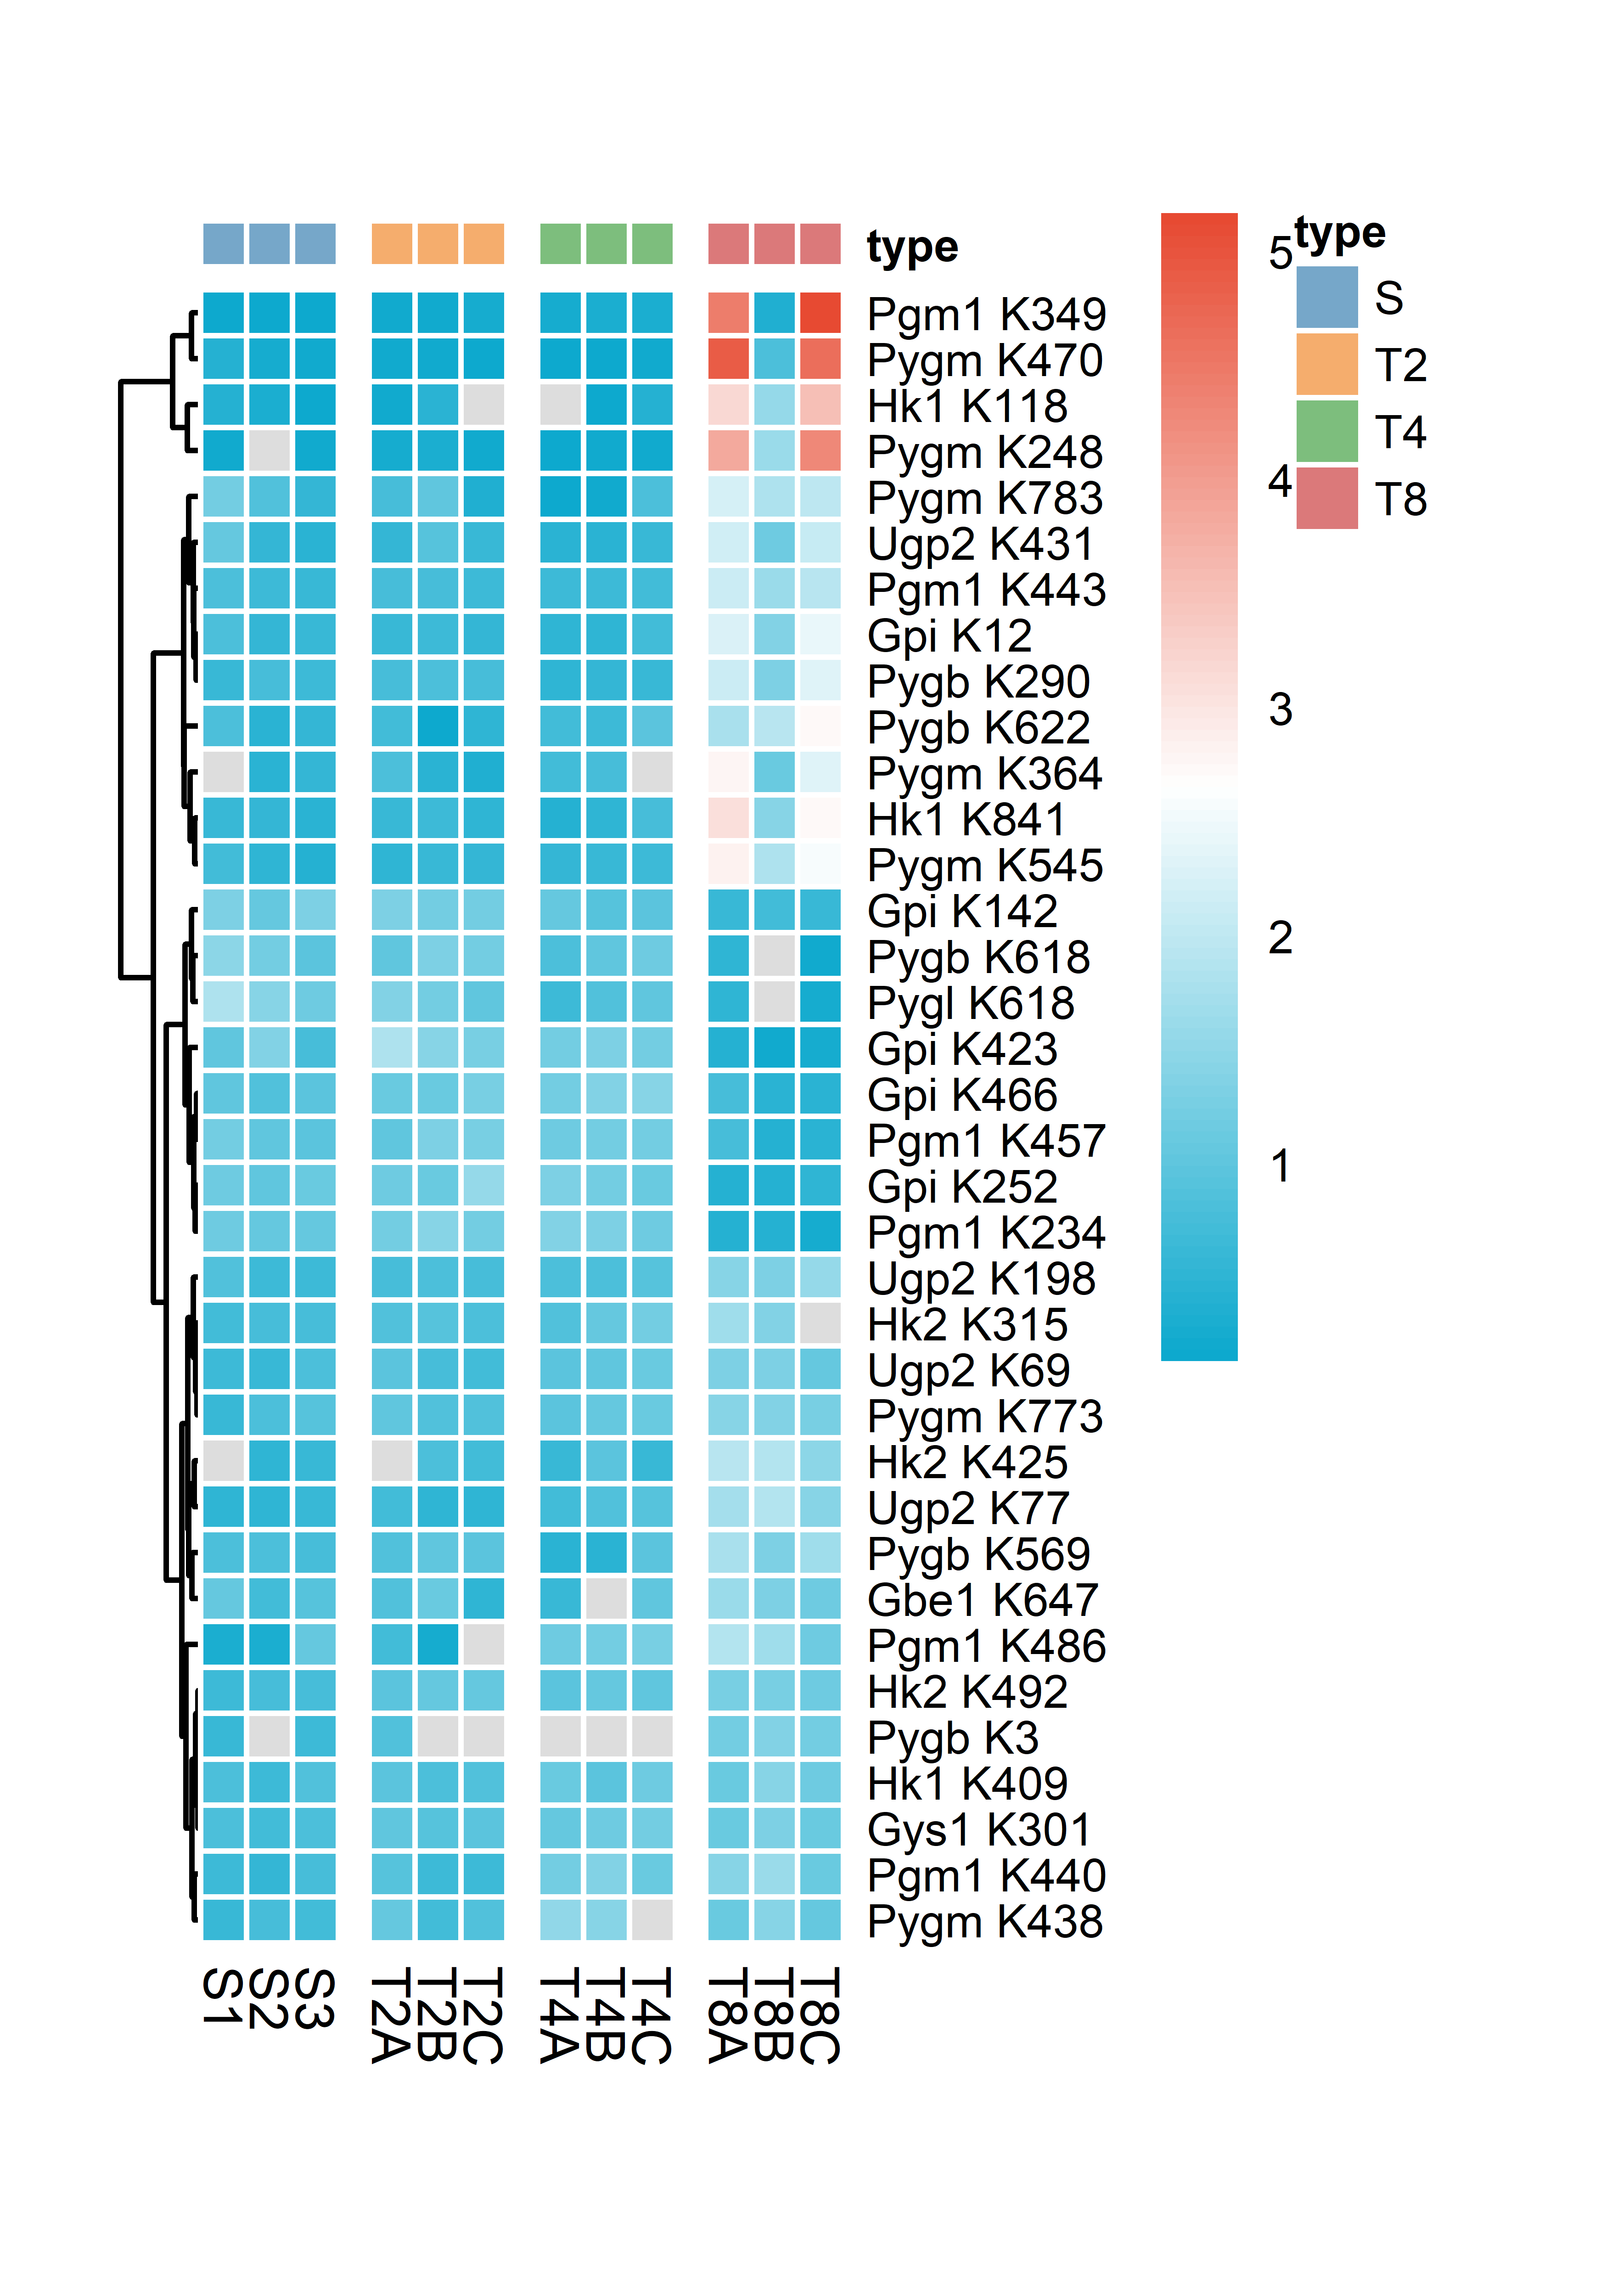 type
Pgm1 K349
Pygm K470
Hk1 K118
Pygm K248
Pygm K783
Ugp2 K431
Pgm1 K443
Gpi K12
Pygb K290
Pygb K622
Pygm K364
Hk1 K841
Pygm K545
Gpi K142
Pygb K618
Pygl K618
Gpi K423
Gpi K466
Pgm1 K457
Gpi K252
Pgm1 K234
Ugp2 K198
Hk2 K315
Ugp2 K69
Pygm K773
Hk2 K425
Ugp2 K77
Pygb K569
Gbe1 K647
Pgm1 K486
Hk2 K492
Pygb K3
Hk1 K409
Gys1 K301
Pgm1 K440
Pygm K438
S1
S2
S3
T2A
T2B
T2C
T4A
T4B
T4C
T8A
T8B
T8C
5
4
3
2
1
type
S
T2
T4
T8